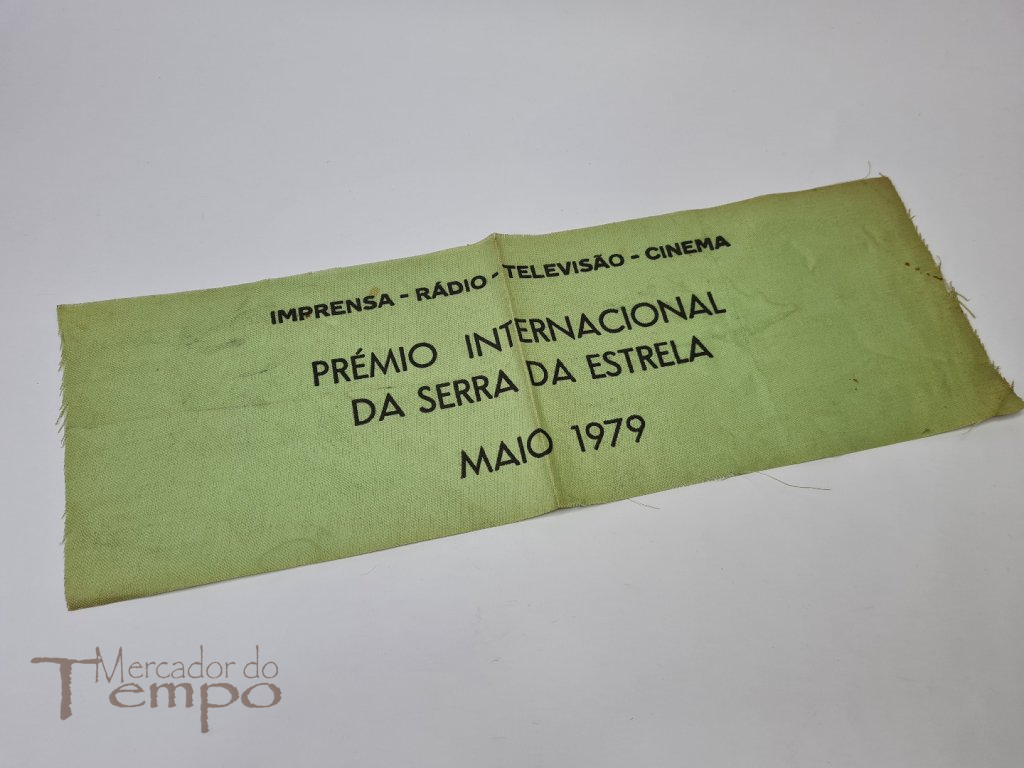 IMPRENSA - RÁDIO - TELEVISÃO - CINEMA
PRÉMIO INTERNACIONAL
DA SERRA DA ESTRELA
MAIO 1979
Mercador do
Tempo